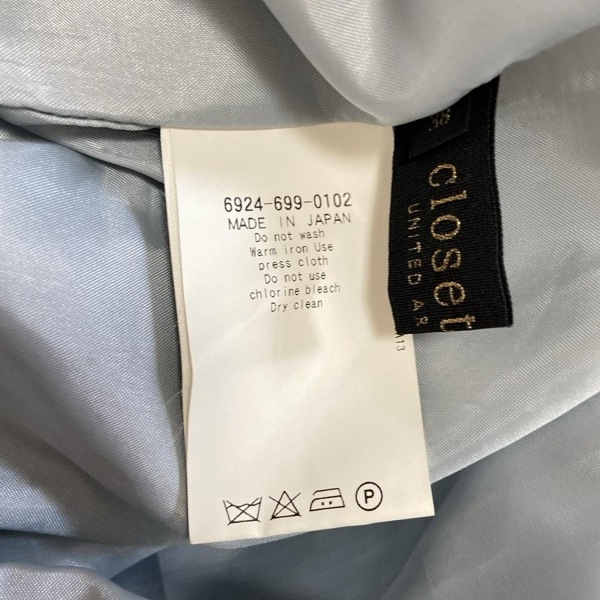 6924-699-0102
MADE IN JAPAN
Do not wash
Warm iron Use
press cloth
Do not use
chlorine bleach
Dry clean
P
closet
UNITED AR